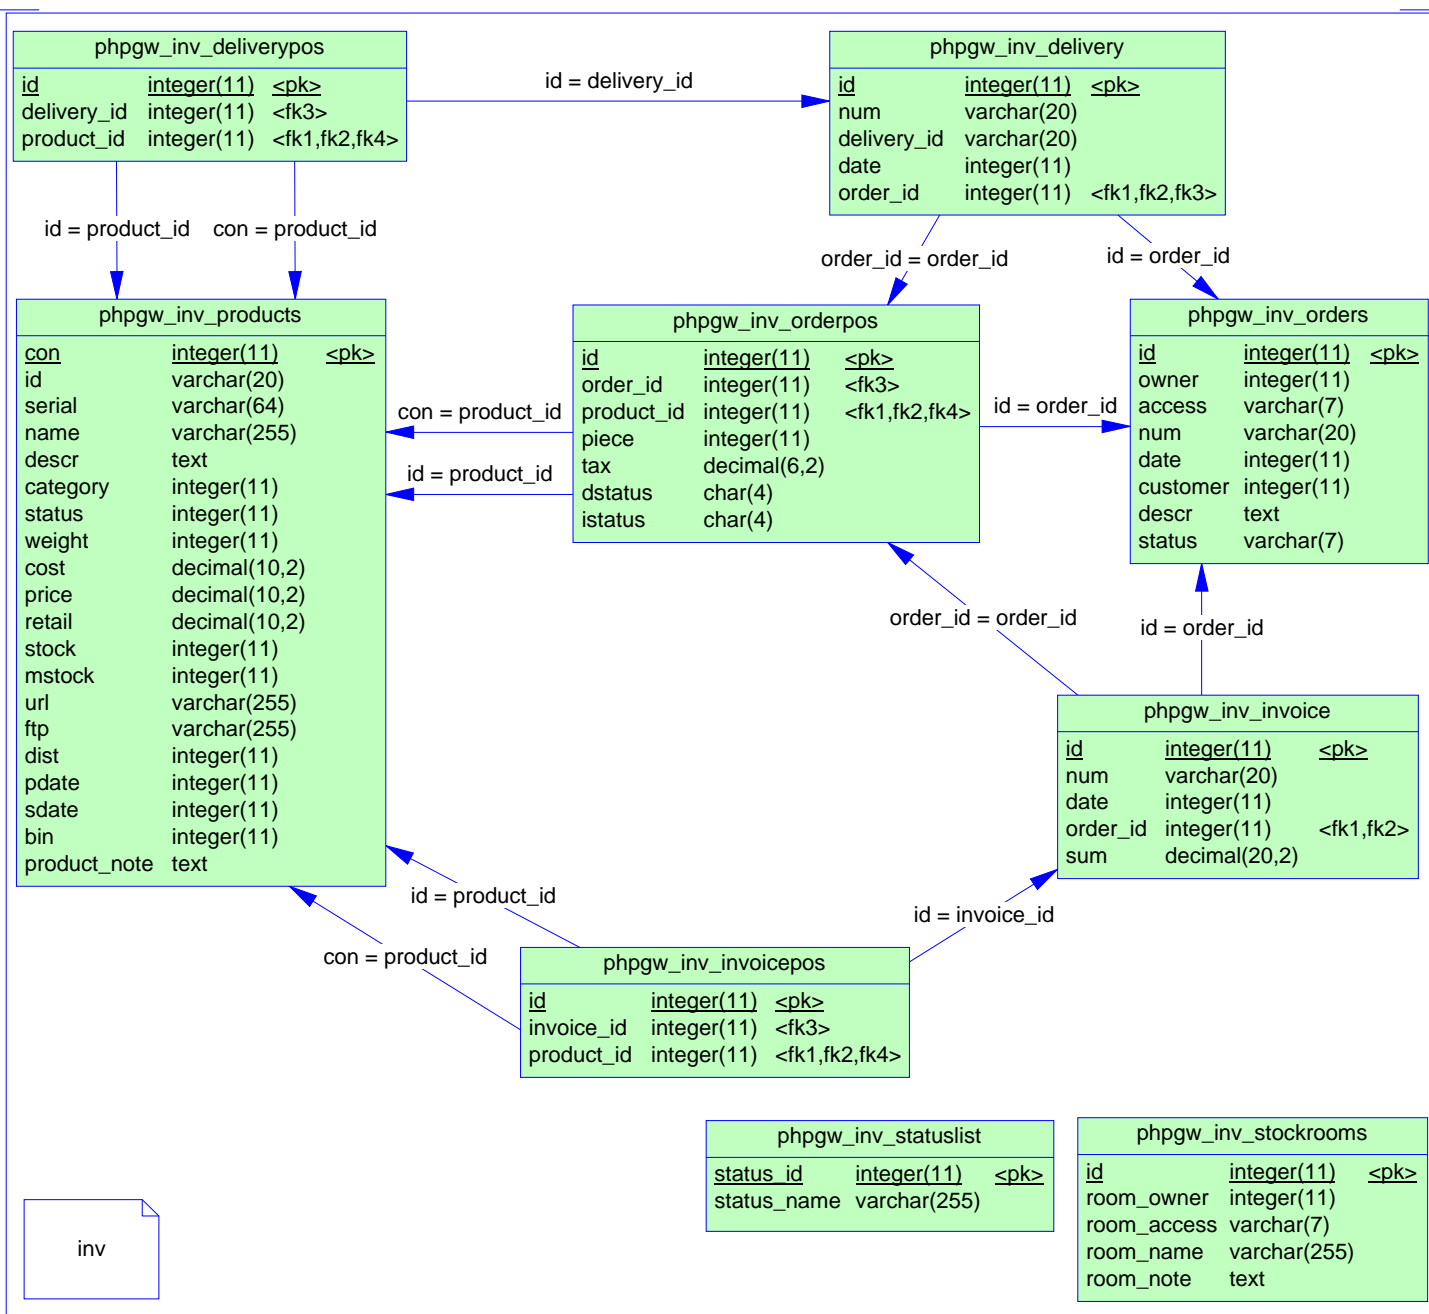 phpgw_inv_deliverypos
id integer(11) <pk>
delivery_id integer(11) <fk3>
product_id integer(11) <fk1,fk2,fk4>
id = delivery_id
phpgw_inv_delivery
id integer(11) <pk>
num varchar(20)
delivery_id varchar(20)
date integer(11)
order_id integer(11) <fk1,fk2,fk3>
id = product_id
con = product_id
order_id = order_id
id = order_id
phpgw_inv_products
con integer(11) <pk>
id varchar(20)
serial varchar(64)
name varchar(255)
descr text
category integer(11)
status integer(11)
weight integer(11)
cost decimal(10,2)
price decimal(10,2)
retail decimal(10,2)
stock integer(11)
mstock integer(11)
url varchar(255)
ftp varchar(255)
dist integer(11)
pdate integer(11)
sdate integer(11)
bin integer(11)
product_note text
con = product_id
id = product_id
phpgw_inv_orderpos
id integer(11) <pk>
order_id integer(11) <fk3>
product_id integer(11) <fk1,fk2,fk4>
piece integer(11)
tax decimal(6,2)
dstatus char(4)
istatus char(4)
id = order_id
phpgw_inv_orders
id integer(11) <pk>
owner integer(11)
access varchar(7)
num varchar(20)
date integer(11)
customer integer(11)
descr text
status varchar(7)
order_id = order_id
id = order_id
phpgw_inv_invoice
id integer(11) <pk>
num varchar(20)
date integer(11)
order_id integer(11) <fk1,fk2>
sum decimal(20,2)
id = product_id
con = product_id
id = invoice_id
phpgw_inv_invoicepos
id integer(11) <pk>
invoice_id integer(11) <fk3>
product_id integer(11) <fk1,fk2,fk4>
phpgw_inv_statuslist
status_id integer(11) <pk>
status_name varchar(255)
phpgw_inv_stockrooms
id integer(11) <pk>
room_owner integer(11)
room_access varchar(7)
room_name varchar(255)
room_note text
inv